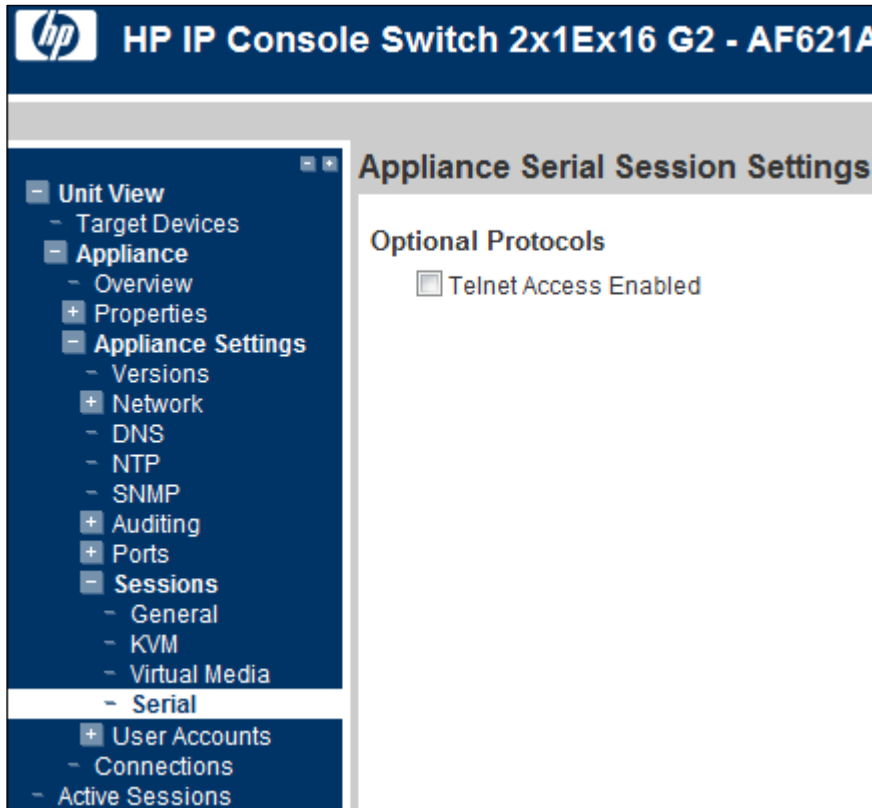 hp
HP IP Console Switch 2x1Ex16 G2 - AF621A
Unit View
Target Devices
Appliance
Overview
Properties
Appliance Settings
Versions
Network
DNS
NTP
SNMP
Auditing
Ports
Sessions
General
KVM
Virtual Media
Serial
User Accounts
Connections
Active Sessions
Appliance Serial Session Settings
Optional Protocols
Telnet Access Enabled